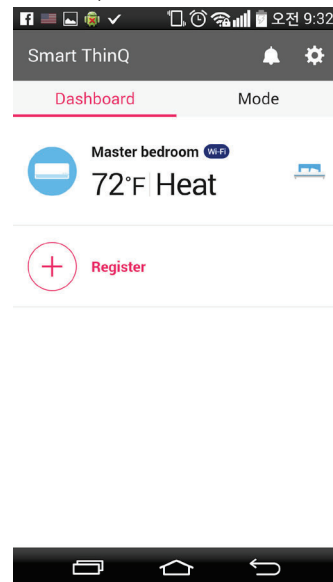 오전 9:32
Smart ThinQ
Dashboard Mode
Master bedroom Wi-Fi
72°F Heat
Register